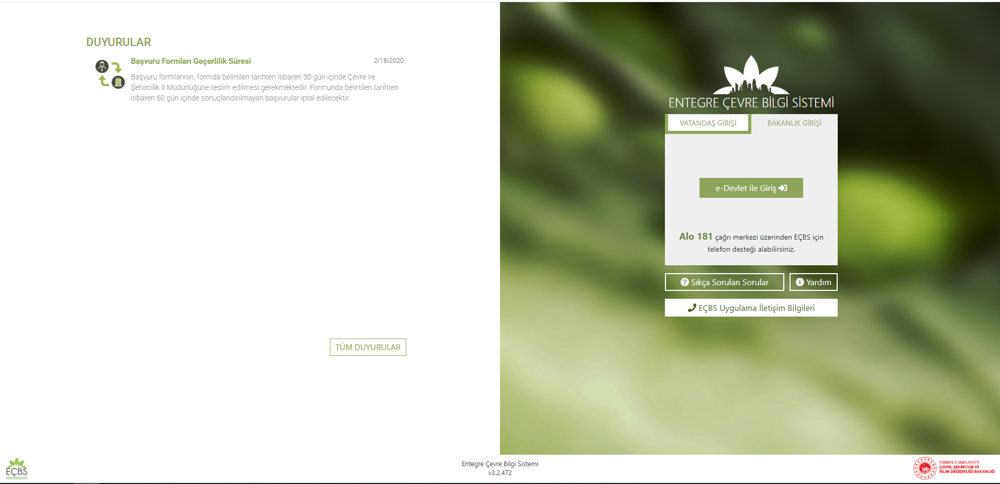 DUYURULAR
Başvuru Formları Geçerlilik Süresi
2/18/2020
Başvuru formlarının, formda belirtilen tarihten itibaren 30 gün içinde Çevre ve
Şehircilik İl Müdürlüğüne teslim edilmesi gerekmektedir. Formunda belirtilen tarihten
itibaren 60 gün içinde sonuçlandırılmayan başvurular iptal edilecektir.
TÜM DUYURULAR
ENTEGRE ÇEVRE BİLGİ SİSTEMİ
VATANDAŞ GİRİŞİ
BAKANLIK GİRİŞİ
e-Devlet ile Giriş
Alo 181 çağrı merkezi üzerinden EÇBS için
telefon desteği alabilirsiniz.
Sıkça Sorulan Sorular
Yardım
EÇBS Uygulama İletişim Bilgileri
EÇBS
Entegre Çevre Bilgi Sistemi
v3.2.472
TÜRKİYE CUMHURİYETİ
ÇEVRE, ŞEHİRCİLİK VE
İKLİM DEĞİŞİKLİĞİ BAKANLIĞI